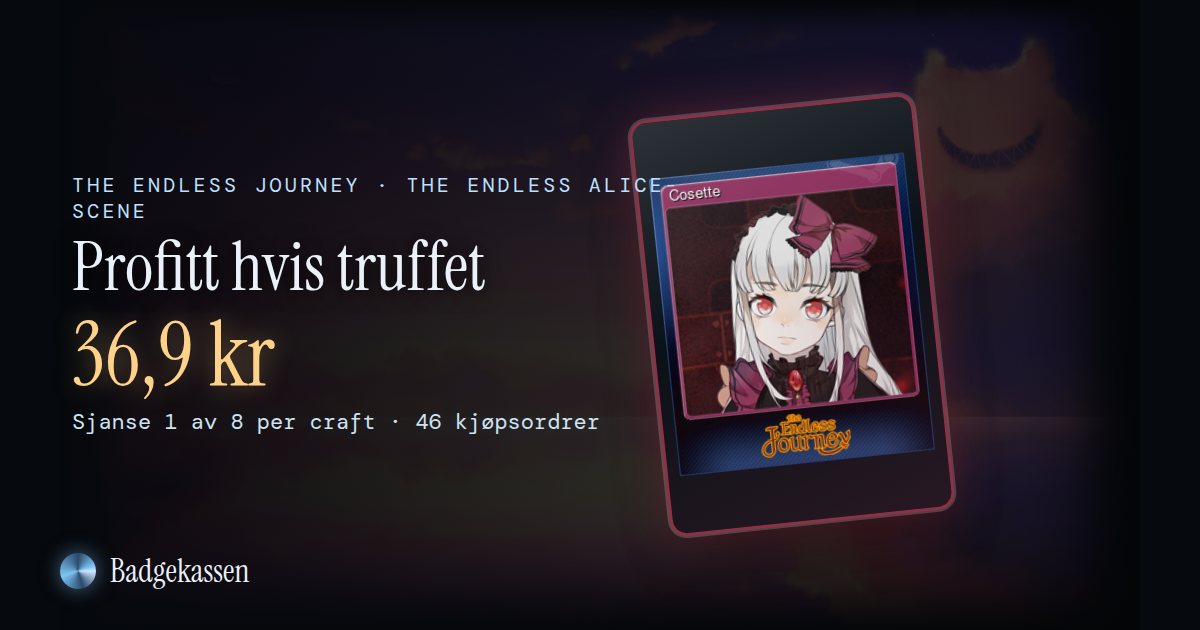 THE ENDLESS JOURNEY · THE ENDLESS ALICE
SCENE
Profitt hvis truffet
36,9 kr
Sjanse 1 av 8 per craft · 46 kjøpsordrer
Cosette
The
Endless
Journey
Badgekassen